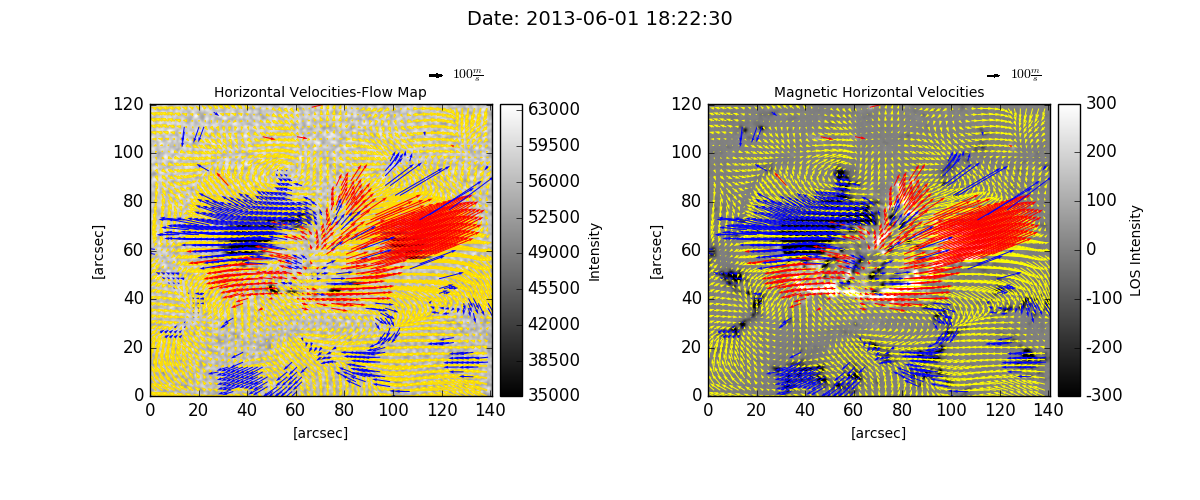 Date: 2013-06-01 18:22:30
100 m/s
100 m/s
Horizontal Velocities-Flow Map
Magnetic Horizontal Velocities
120
100
80
60
40
20
0
[arcsec]
0 20 40 60 80 100 120 140
[arcsec]
63000
59500
56000
52500
49000
45500
42000
38500
35000
Intensity
120
100
80
60
40
20
0
[arcsec]
0 20 40 60 80 100 120 140
[arcsec]
300
200
100
0
-100
-200
-300
LOS Intensity